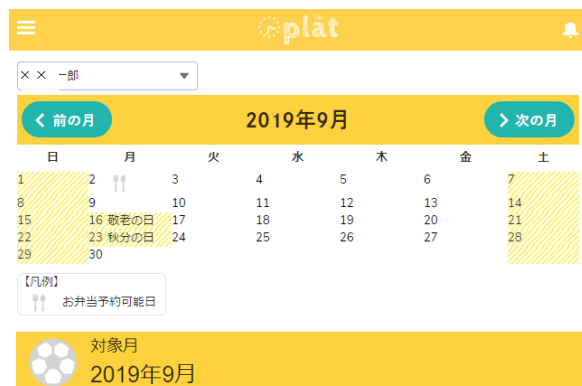 plät
×× 一郎
前の月 2019年9月 次の月
日 月 火 水 木 金 土
1 2 3 4 5 6 7
8 9 10 11 12 13 14
15 16 敬老の日 17 18 19 20 21
22 23 秋分の日 24 25 26 27 28
29 30
【凡例】
お弁当予約可能日
対象月
2019年9月